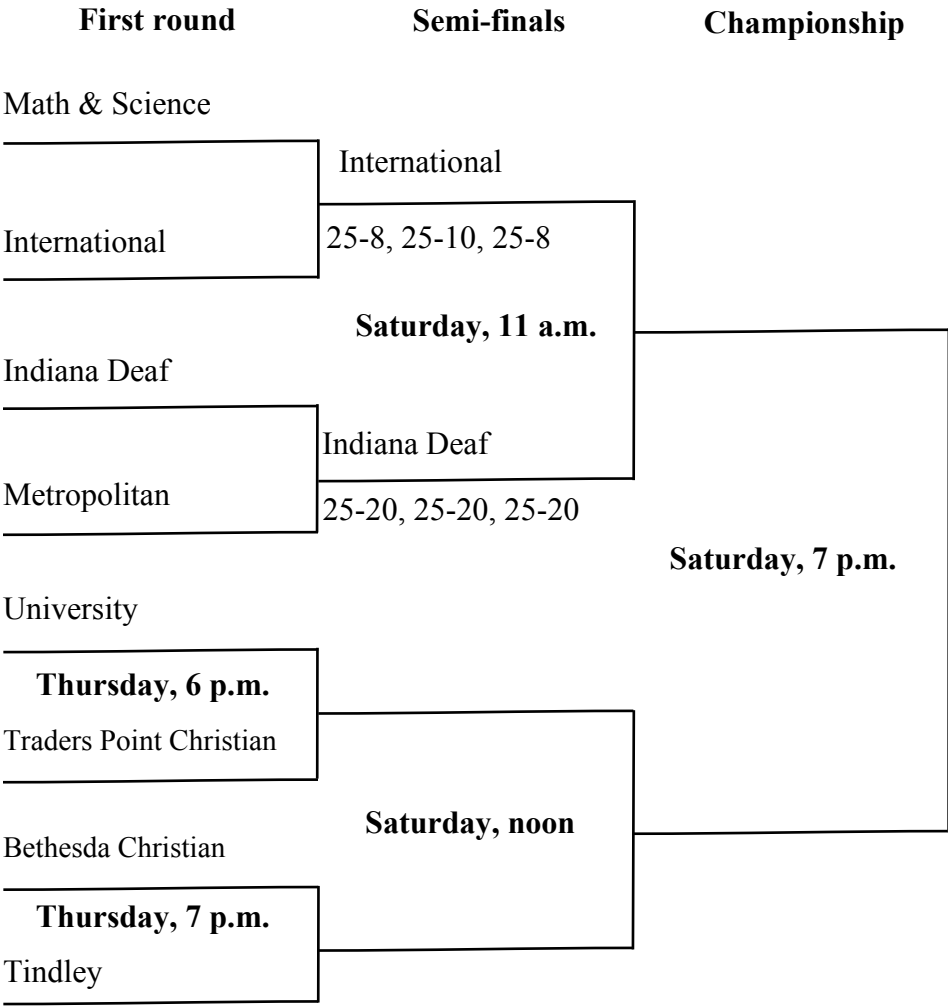 First round
Semi-finals
Championship
Math & Science
International
25-8, 25-10, 25-8
International
Saturday, 11 a.m.
Indiana Deaf
Indiana Deaf
Metropolitan
25-20, 25-20, 25-20
Saturday, 7 p.m.
University
Thursday, 6 p.m.
Traders Point Christian
Saturday, noon
Bethesda Christian
Thursday, 7 p.m.
Tindley